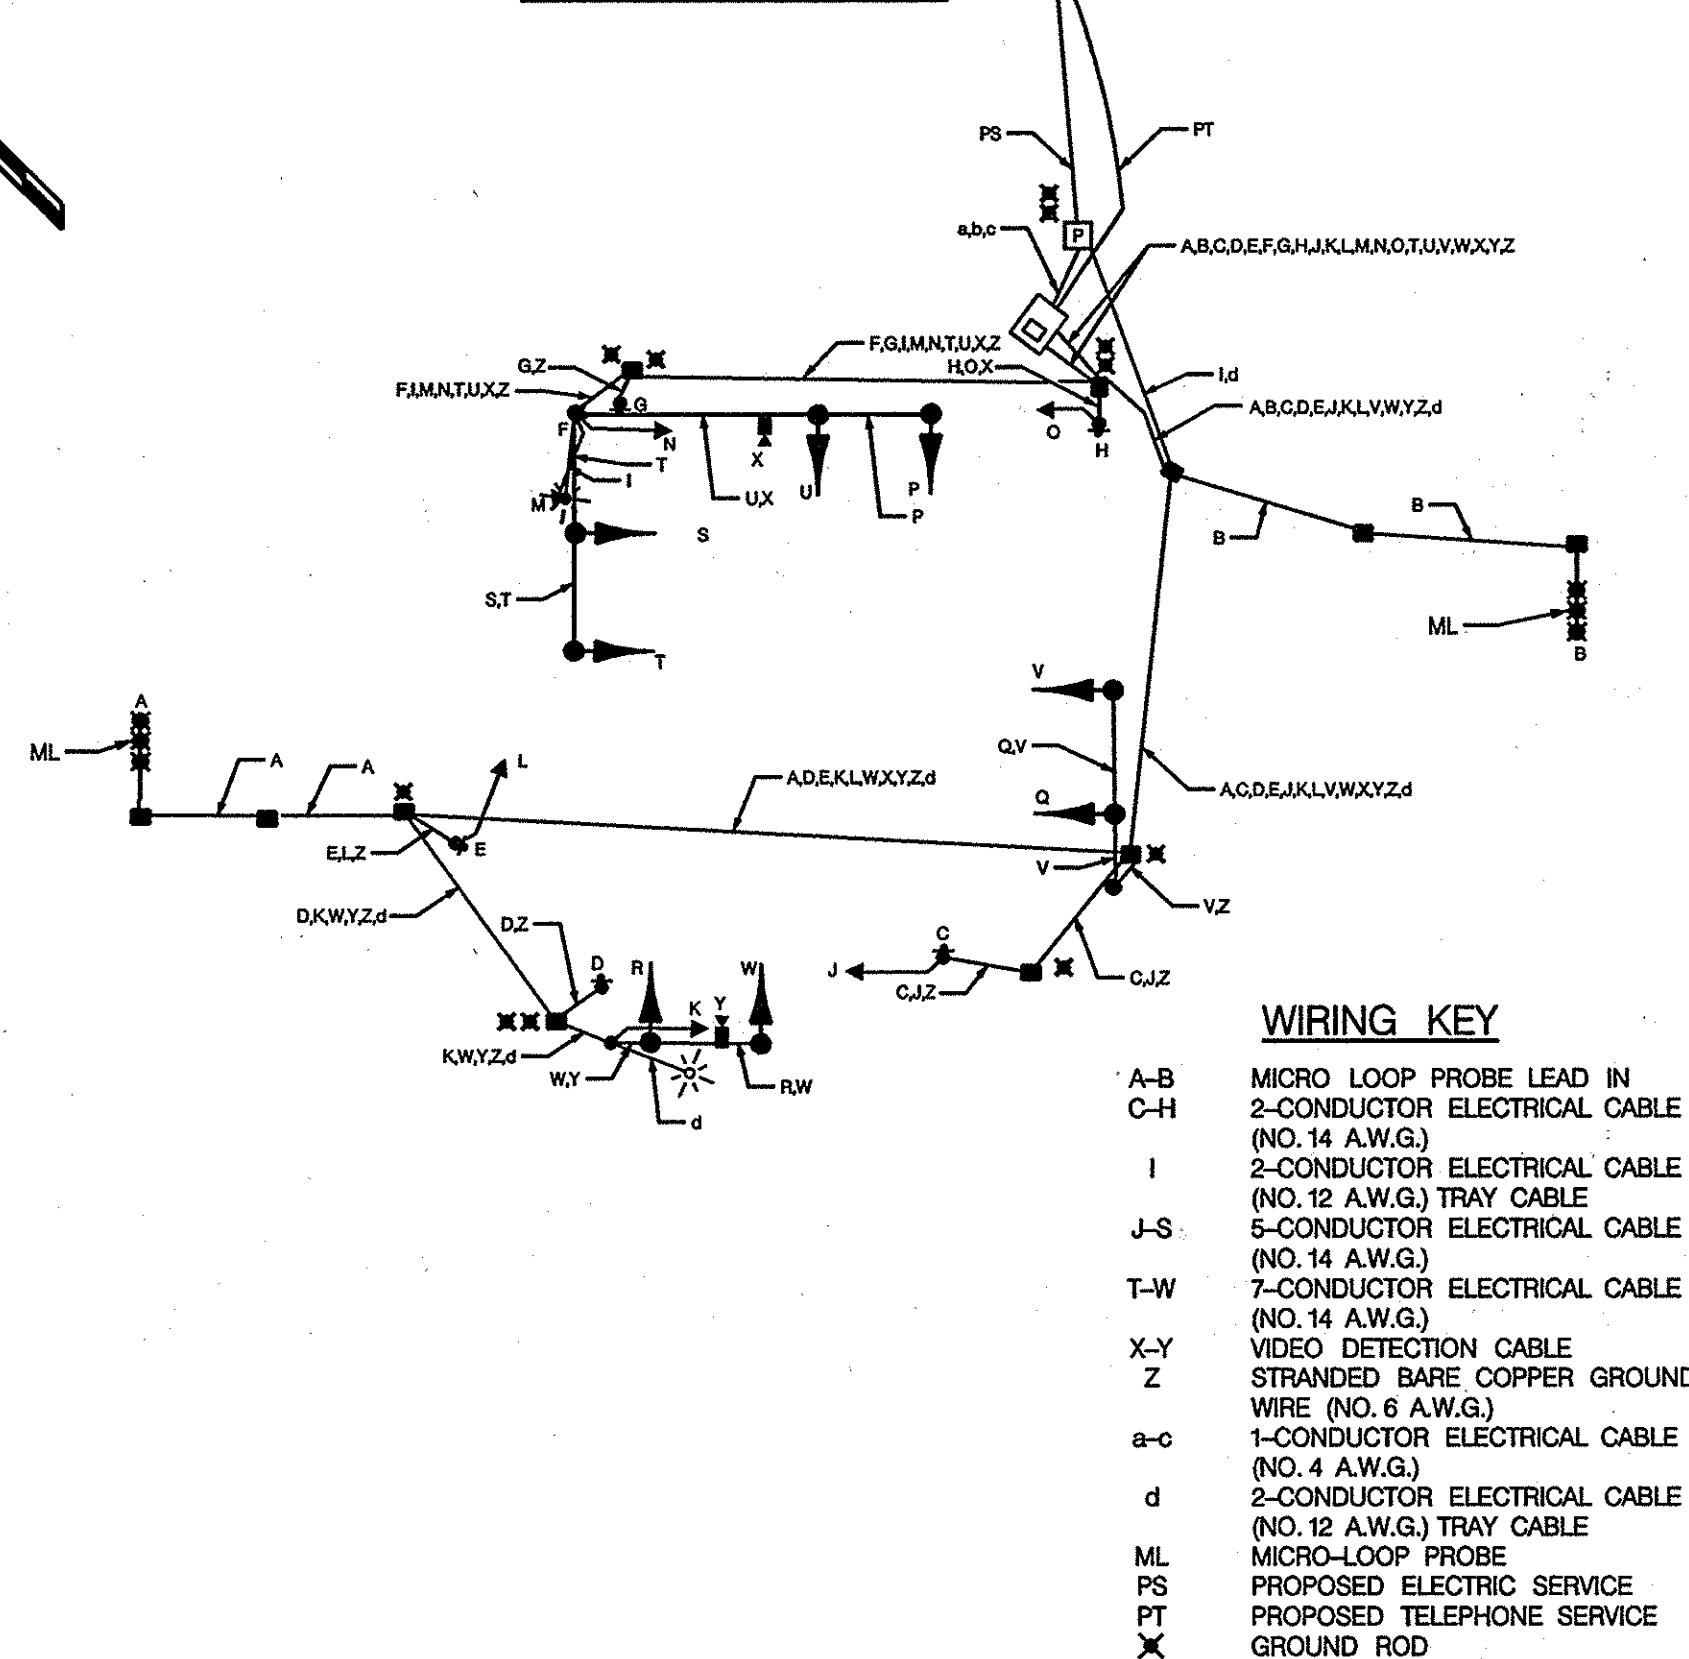 PS
PT
a,b,c
P
A,B,C,D,E,F,G,H,J,K,L,M,N,O,T,U,V,W,X,Y,Z
F,G,I,M,N,T,U,X,Z
G,Z
H,O,X
I,d
F,I,M,N,T,U,X,Z
G
A,B,C,D,E,J,K,L,V,W,Y,Z,d
F
N
O
H
T
X
I
U
P
M
U,X
P
B
B
S
S,T
ML
B
T
V
A
Q,V
ML
A
A
L
A,D,E,K,L,W,X,Y,Z,d
Q
A,C,D,E,J,K,L,V,W,X,Y,Z,d
E,L,Z
E
V
D,K,W,Y,Z,d
D,Z
V,Z
C
D
R
W
J
C,J,Z
C,J,Z
K
Y
K,W,Y,Z,d
W,Y
R,W
d
WIRING KEY
A-B MICRO LOOP PROBE LEAD IN
C-H 2-CONDUCTOR ELECTRICAL CABLE
(NO. 14 A.W.G.)
I 2-CONDUCTOR ELECTRICAL CABLE
(NO. 12 A.W.G.) TRAY CABLE
J-S 5-CONDUCTOR ELECTRICAL CABLE
(NO. 14 A.W.G.)
T-W 7-CONDUCTOR ELECTRICAL CABLE
(NO. 14 A.W.G.)
X-Y VIDEO DETECTION CABLE
Z STRANDED BARE COPPER GROUND
WIRE (NO. 6 A.W.G.)
a-c 1-CONDUCTOR ELECTRICAL CABLE
(NO. 4 A.W.G.)
d 2-CONDUCTOR ELECTRICAL CABLE
(NO. 12 A.W.G.) TRAY CABLE
ML MICRO-LOOP PROBE
PS PROPOSED ELECTRIC SERVICE
PT PROPOSED TELEPHONE SERVICE
GROUND ROD